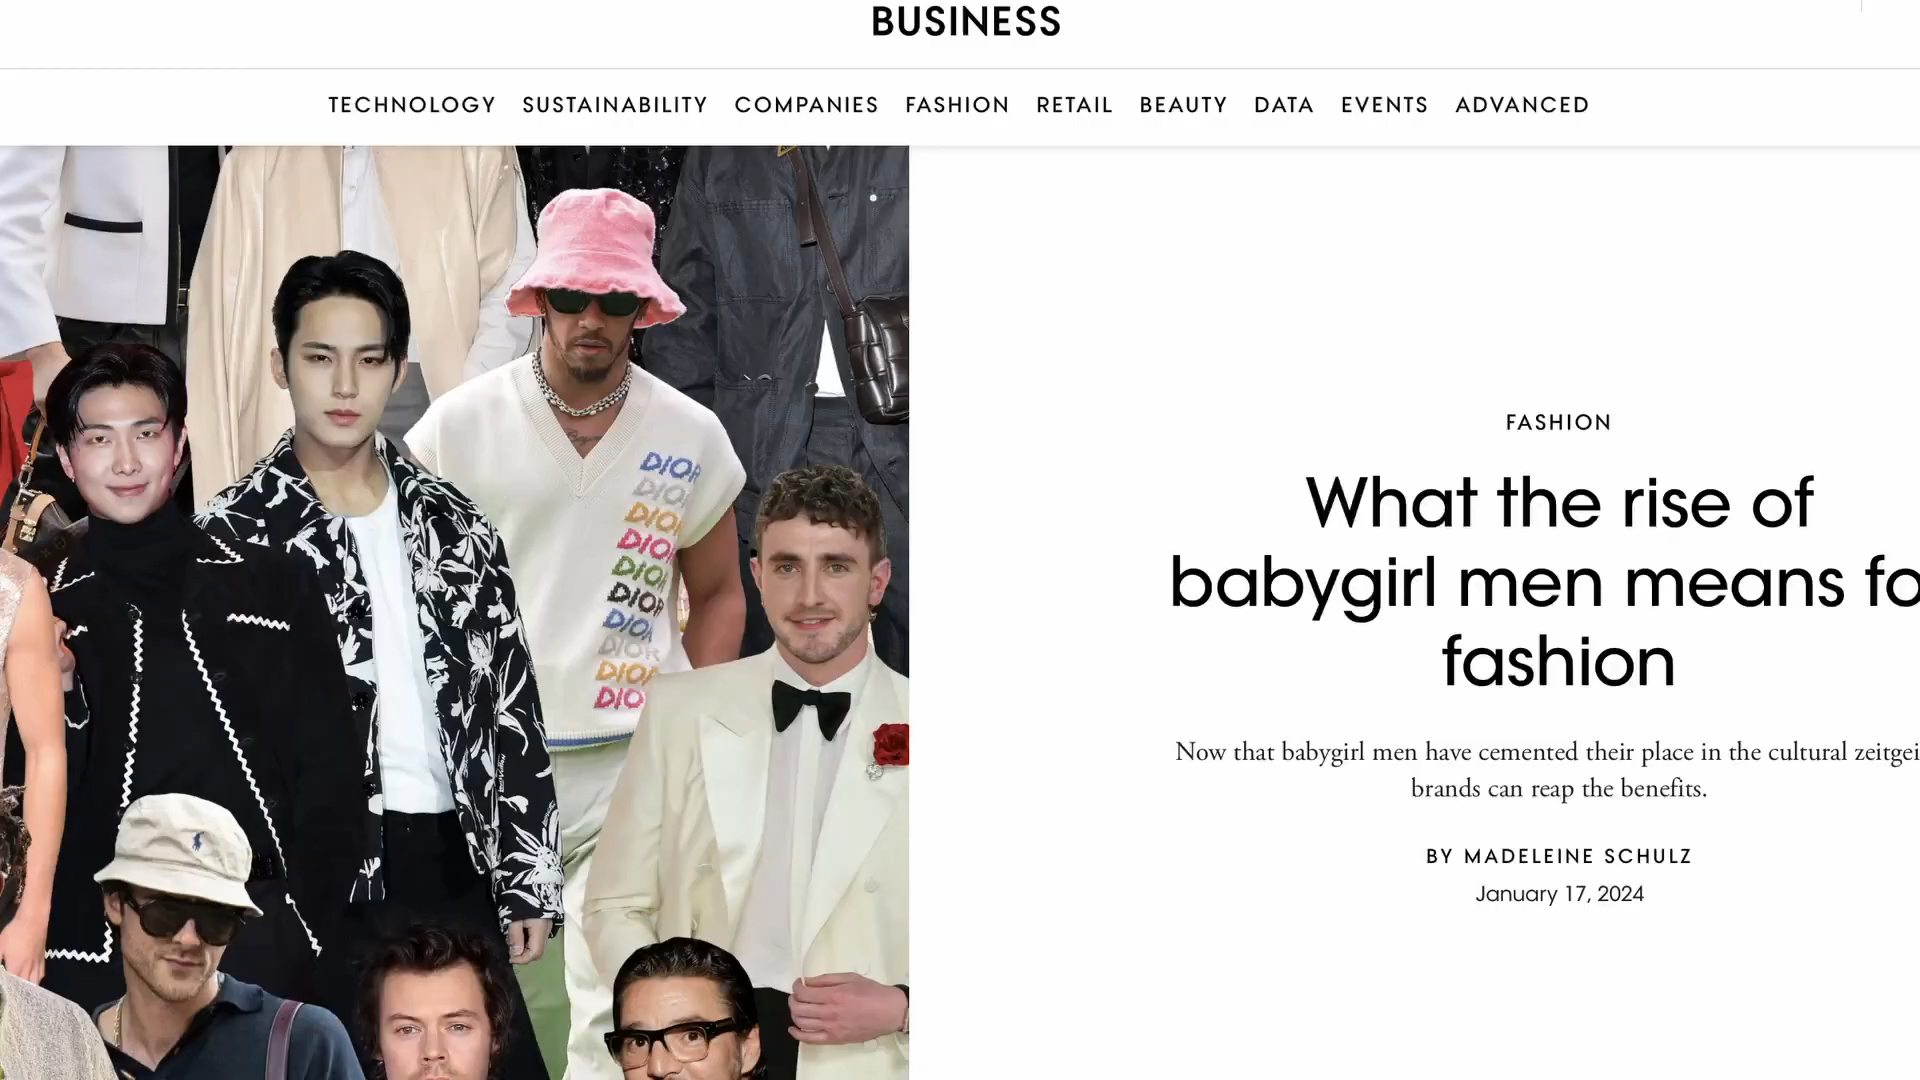 BUSINESS
TECHNOLOGY SUSTAINABILITY COMPANIES FASHION RETAIL BEAUTY DATA EVENTS ADVANCED
FASHION
What the rise of
babygirl men means fo
fashion
Now that babygirl men have cemented their place in the cultural zeitgei
brands can reap the benefits.
BY MADELEINE SCHULZ
January 17, 2024
DIOR
DIOR
DIOR
DIOR
DIOR
DIOR
DIOR
DIOR
DIOR
DIO